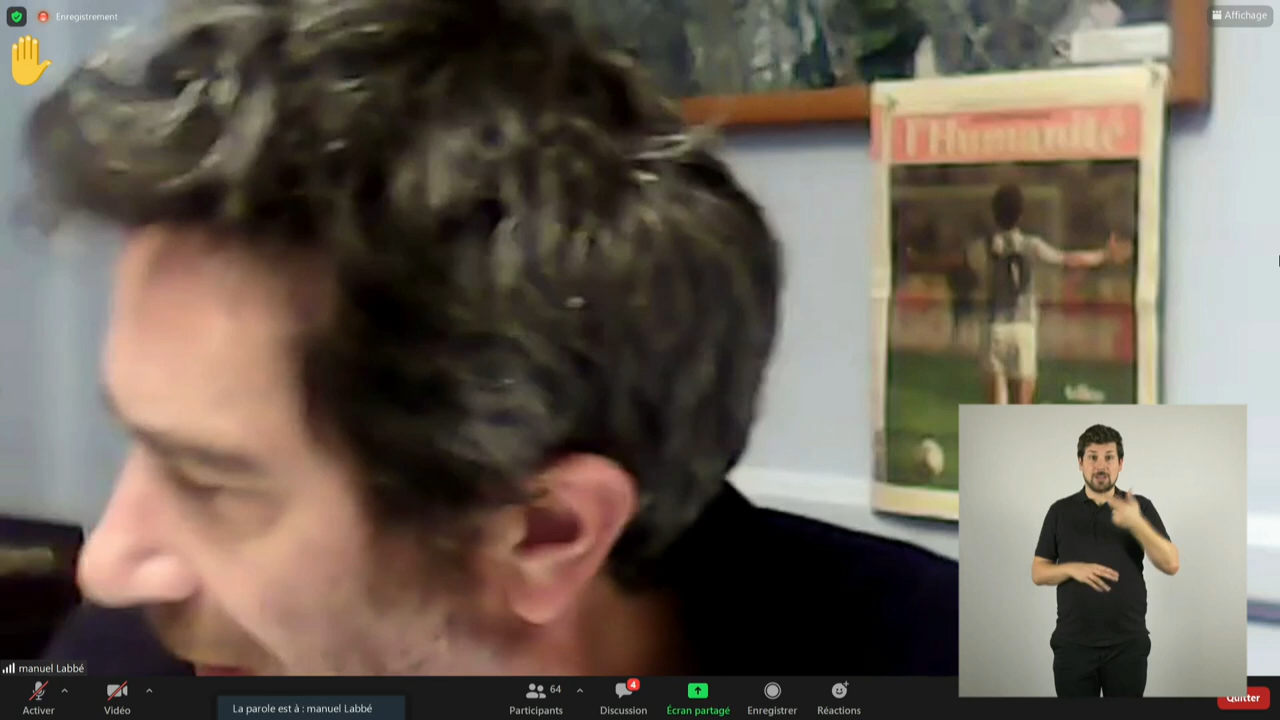 Enregistrement
Affichage
l'Humanité
manuel Labbé
Activer
Vidéo
La parole est à : manuel Labbé
64
Participants
4
Discussion
Écran partagé
Enregistrer
Réactions
Quitter